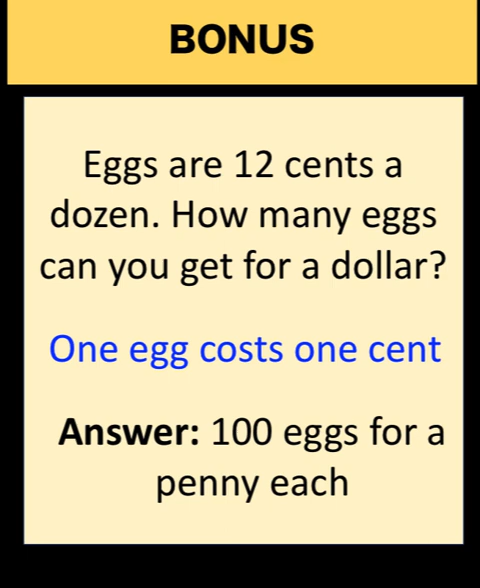 BONUS
Eggs are 12 cents a
dozen. How many eggs
can you get for a dollar?
One egg costs one cent
Answer: 100 eggs for a
penny each